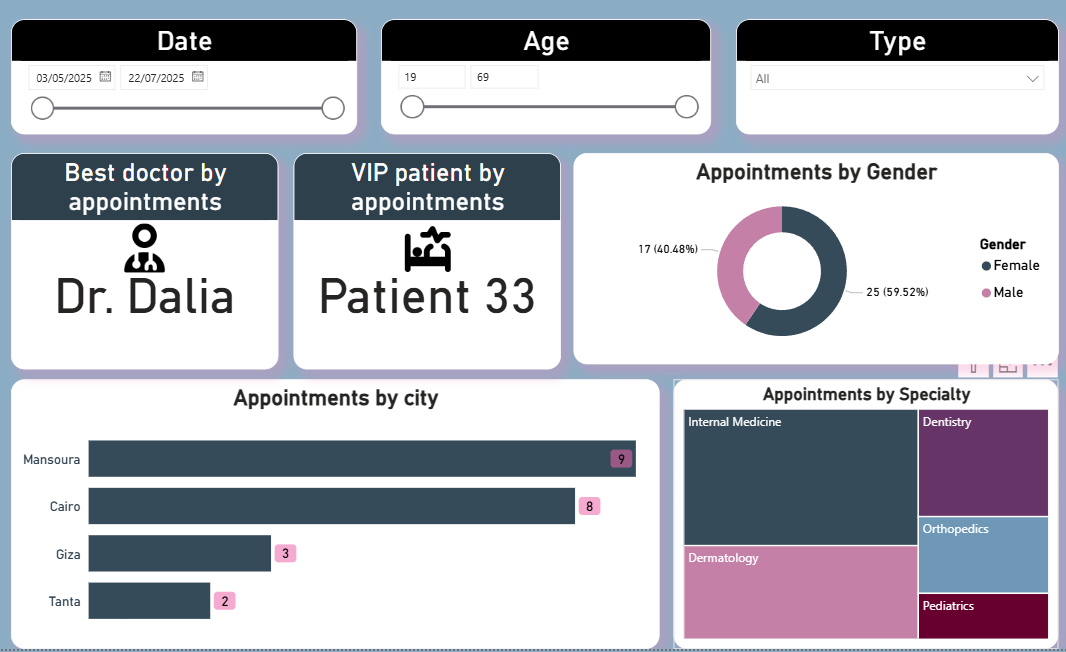 Date
Age
Type
03/05/2025
22/07/2025
19
69
All
Best doctor by
appointments
Dr. Dalia
VIP patient by
appointments
Patient 33
Appointments by Gender
17 (40.48%)
25 (59.52%)
Gender
Female
Male
Appointments by city
Mansoura
9
Cairo
8
Giza
3
Tanta
2
Appointments by Specialty
Internal Medicine
Dentistry
Orthopedics
Dermatology
Pediatrics